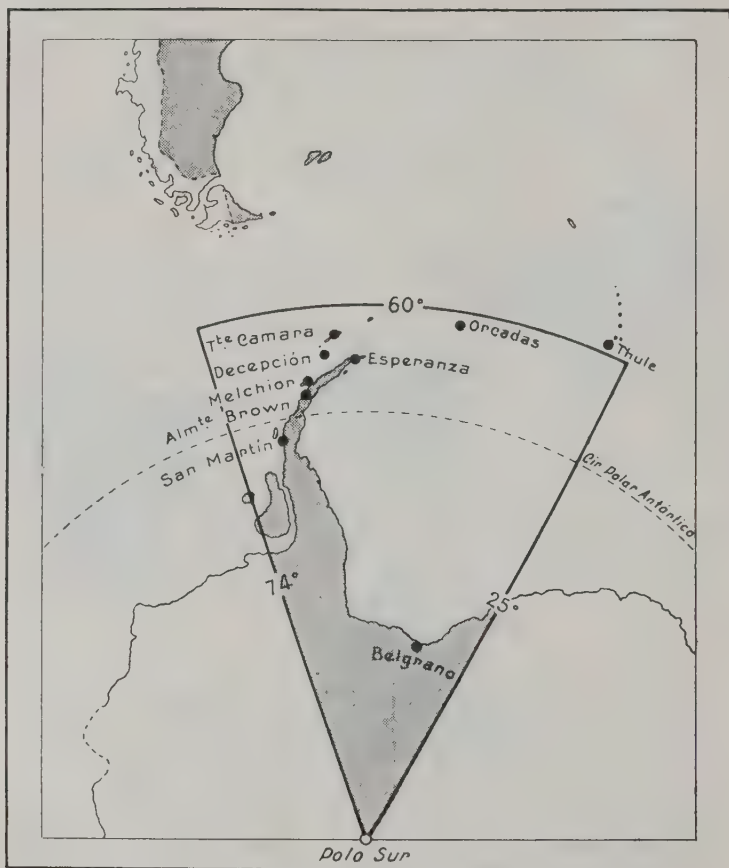 60°
Tte Camara
Orcadas
Decepción
Esperanza
Thule
Melchior
Almte Brown
San Martín
Cir Polar Antártico
74°
25°
Belgrano
Polo Sur